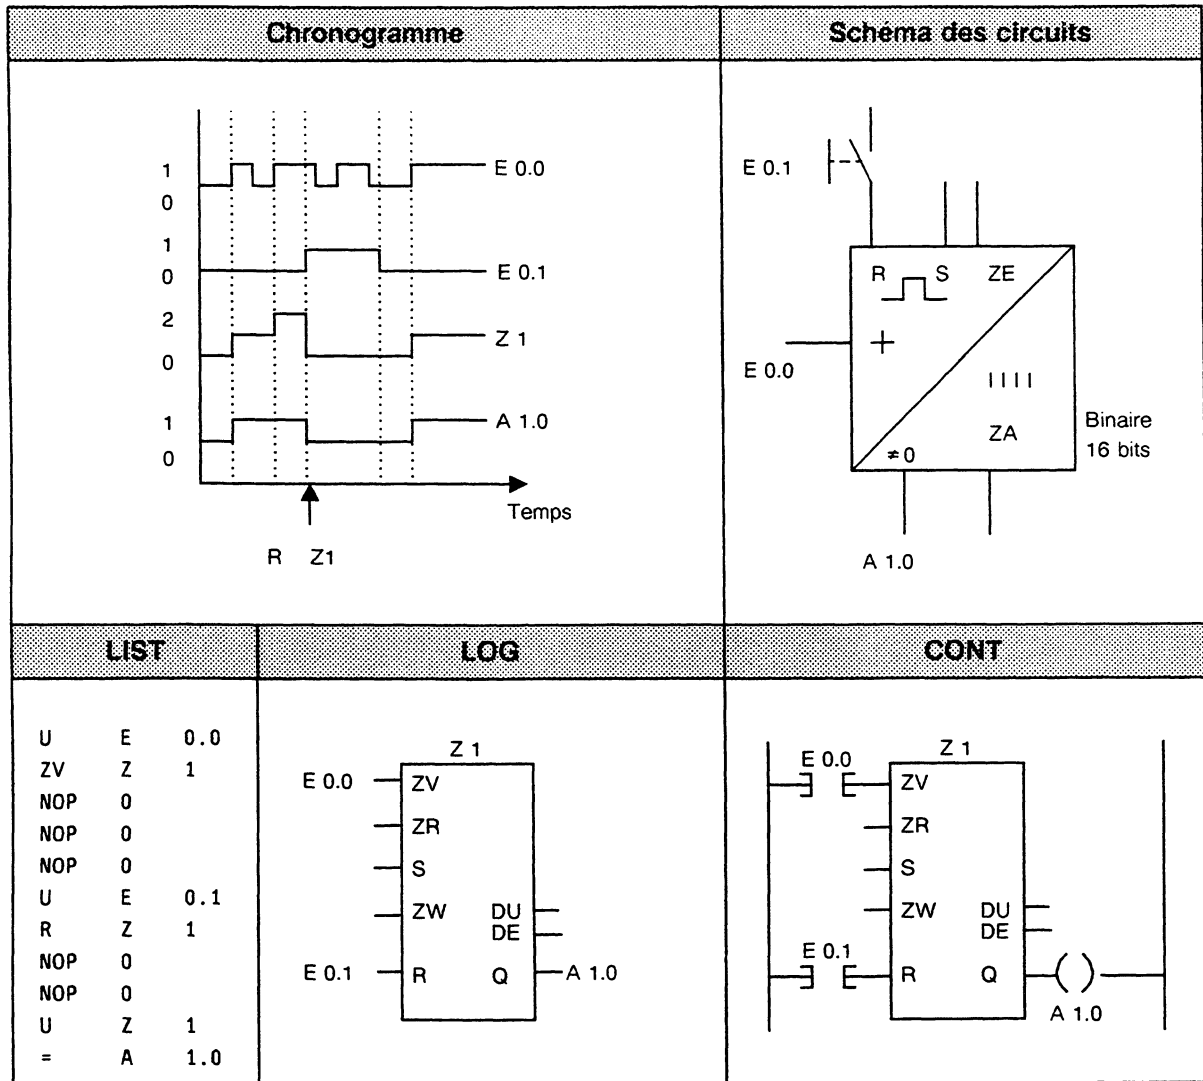 Chronogramme
Schéma des circuits
1
0
E 0.0
1
0
E 0.1
2
0
Z 1
1
0
A 1.0
Temps
R Z1
E 0.1
R S ZE
+
E 0.0
ZA
≠0
Binaire
16 bits
A 1.0
LIST
LOG
CONT
U E 0.0
ZV Z 1
NOP 0
NOP 0
NOP 0
U E 0.1
R Z 1
NOP 0
NOP 0
U Z 1
= A 1.0
Z 1
E 0.0 ZV
ZR
S
ZW DU
DE
E 0.1 R Q A 1.0
Z 1
E 0.0
ZV
ZR
S
ZW DU
DE
E 0.1
R Q
A 1.0